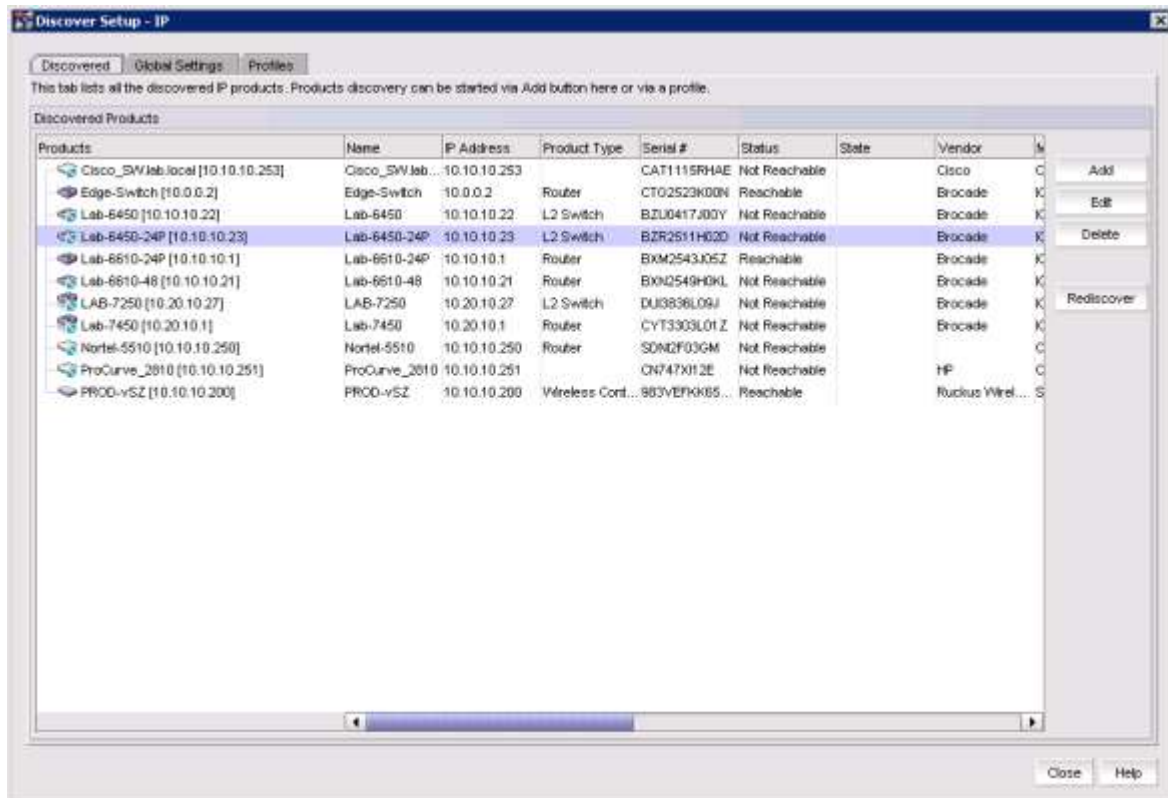 Discover Setup - IP
Discovered Global Settings Profiles
This tab lists all the discovered IP products. Products discovery can be started via Add button here or via a profile.
Discovered Products
Products Name IP Address Product Type Serial # Status State Vendor
Cisco_SW.lab.local [10.10.10.253] Cisco_SW.lab... 10.10.10.253 CAT1115RHAE Not Reachable Cisco C
Edge-Switch [10.0.0.2] Edge-Switch 10.0.0.2 Router CTG2523K00N Reachable Brocade
Lab-6450 [10.10.10.22] Lab-6450 10.10.10.22 L2 Switch BZU0417J00Y Not Reachable Brocade
Lab-6450-24P [10.10.10.23] Lab-6450-24P 10.10.10.23 L2 Switch BZR2511H02D Not Reachable Brocade
Lab-6610-24P [10.10.10.1] Lab-6610-24P 10.10.10.1 Router BXM2543J05Z Reachable Brocade
Lab-6610-48 [10.10.10.21] Lab-6610-48 10.10.10.21 Router BXN2549H0KL Not Reachable Brocade
LAB-7250 [10.20.10.27] LAB-7250 10.20.10.27 L2 Switch DUI3836L09J Not Reachable Brocade
Lab-7450 [10.20.10.1] Lab-7450 10.20.10.1 Router CYT3303L01Z Not Reachable Brocade
Nortel-5510 [10.10.10.250] Nortel-5510 10.10.10.250 Router SDNI2F03GM Not Reachable C
ProCurve_2810 [10.10.10.251] ProCurve_2810 10.10.10.251 CN747XI12E Not Reachable HP C
PROD-vSZ [10.10.10.200] PROD-vSZ 10.10.10.200 Wireless Cont... 983VEFKK65... Reachable Ruckus Wirel... S
Add
Edit
Delete
Rediscover
Close Help